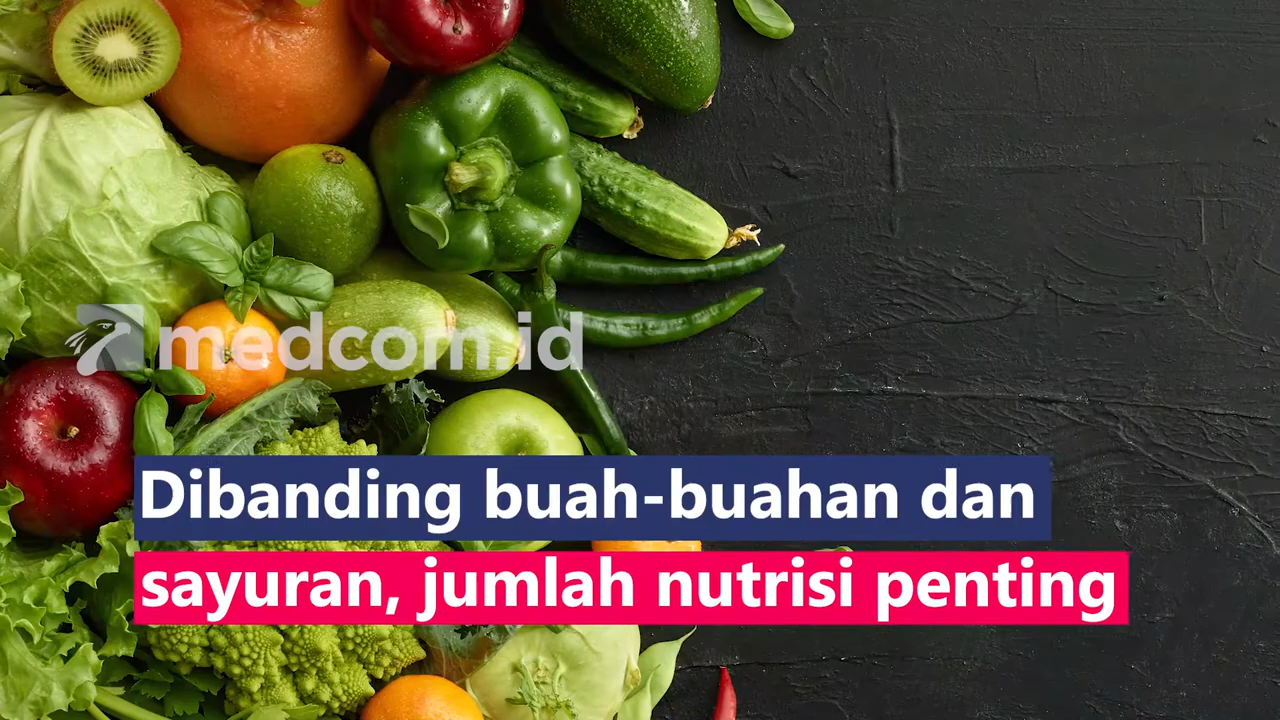 medcom.id
Dibanding buah-buahan dan
sayuran, jumlah nutrisi penting